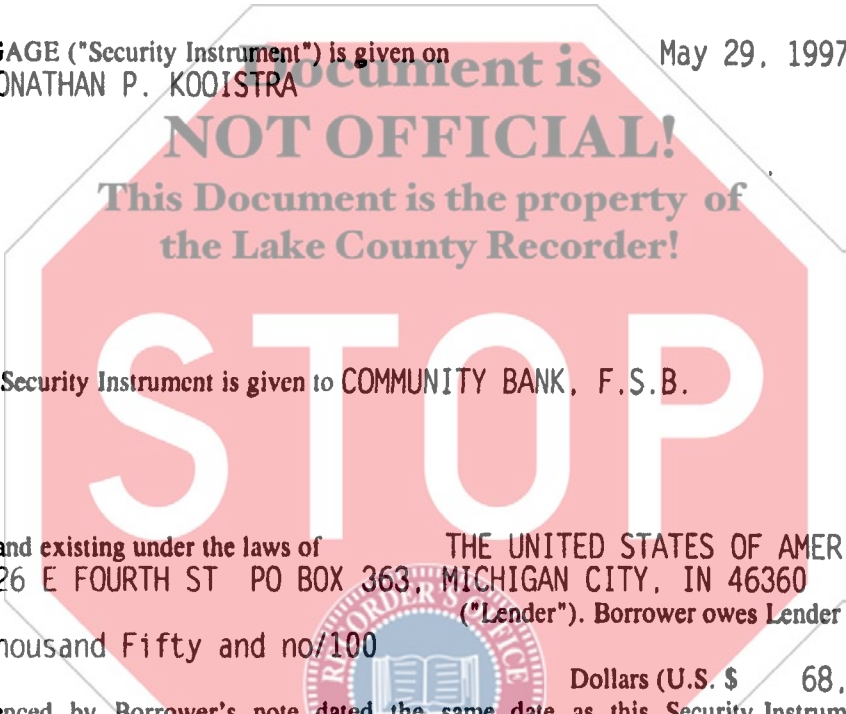 GAGE ("Security Instrument") is given on May 29, 1997
ONATHAN P. KOOISTRA
Document is
NOT OFFICIAL!
This Document is the property of
the Lake County Recorder!
STOP
Security Instrument is given to COMMUNITY BANK, F.S.B.
and existing under the laws of THE UNITED STATES OF AMER
26 E FOURTH ST PO BOX 363, MICHIGAN CITY, IN 46360
("Lender"). Borrower owes Lender
housand Fifty and no/100
RECORDER'S OFFICE
Dollars (U.S. $ 68,
enced by Borrower's note dated the same date as this Security Instrum